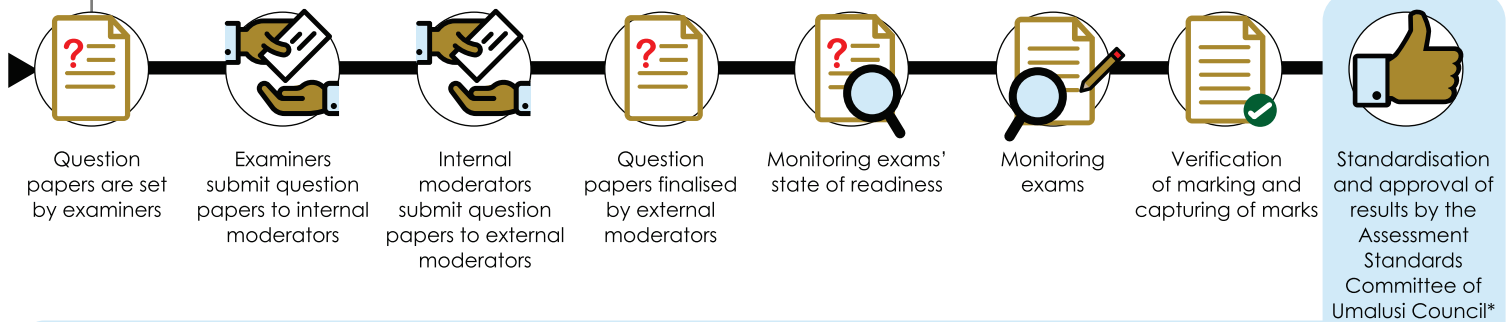 ?
?
?
Question
papers are set
by examiners
Examiners
submit question
papers to internal
moderators
Internal
moderators
submit question
papers to external
moderators
Question
papers finalised
by external
moderators
Monitoring exams'
state of readiness
Monitoring
exams
Verification
of marking and
capturing of marks
Standardisation
and approval of
results by the
Assessment
Standards
Committee of
Umalusi Council*